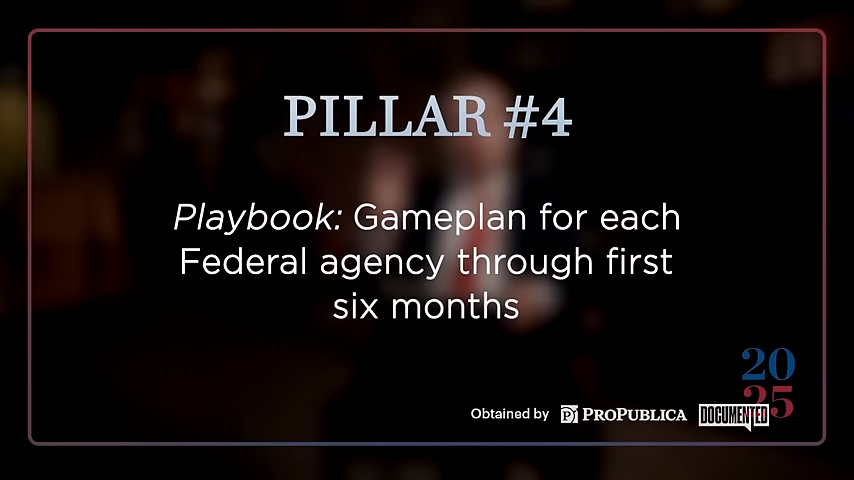 PILLAR #4
Playbook: Gameplan for each
Federal agency through first
six months
20
25
Obtained by P PROPUBLICA DOCUMENTED